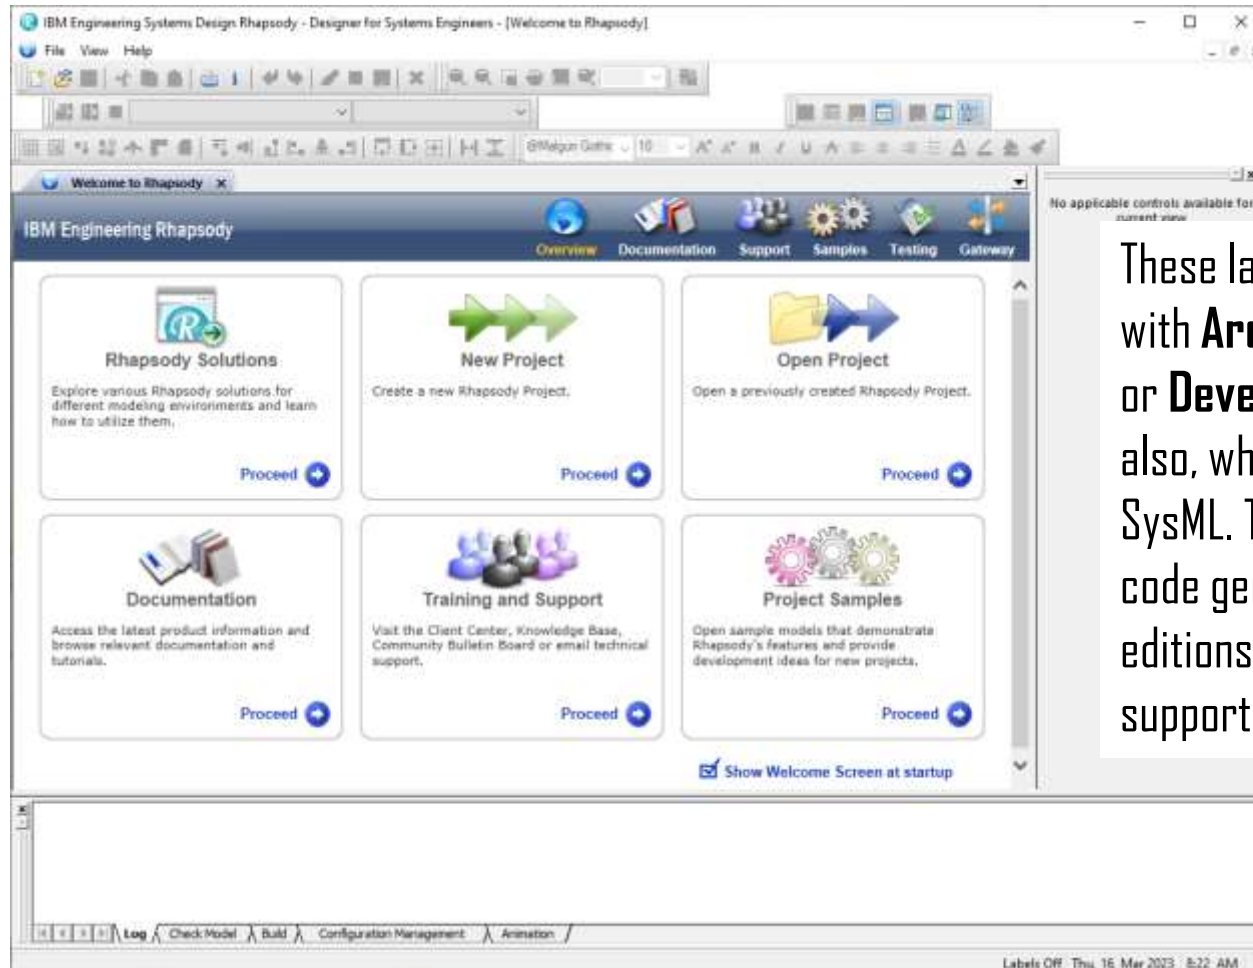 IBM Engineering Systems Design Rhapsody - Designer for Systems Engineers - [Welcome to Rhapsody]
File View Help
@Malgun Gothic 10
Welcome to Rhapsody x
No applicable controls available for
current view
IBM Engineering Rhapsody
Overview Documentation Support Samples Testing Gateway
Rhapsody Solutions
Explore various Rhapsody solutions for
different modeling environments and learn
how to utilize them.
Proceed
New Project
Create a new Rhapsody Project.
Proceed
Open Project
Open a previously created Rhapsody Project.
Proceed
Documentation
Access the latest product information and
browse relevant documentation and
tutorials.
Proceed
Training and Support
Visit the Client Center, Knowledge Base,
Community Bulletin Board or email technical
support.
Proceed
Project Samples
Open sample models that demonstrate
Rhapsody's features and provide
development ideas for new projects.
Proceed
Show Welcome Screen at startup
These la
with Arc
or Deve
also, wh
SysML. T
code ge
editions
support
Log Check Model Build Configuration Management Animation
Labels Off Thu, 16, Mar 2023 8:22 AM